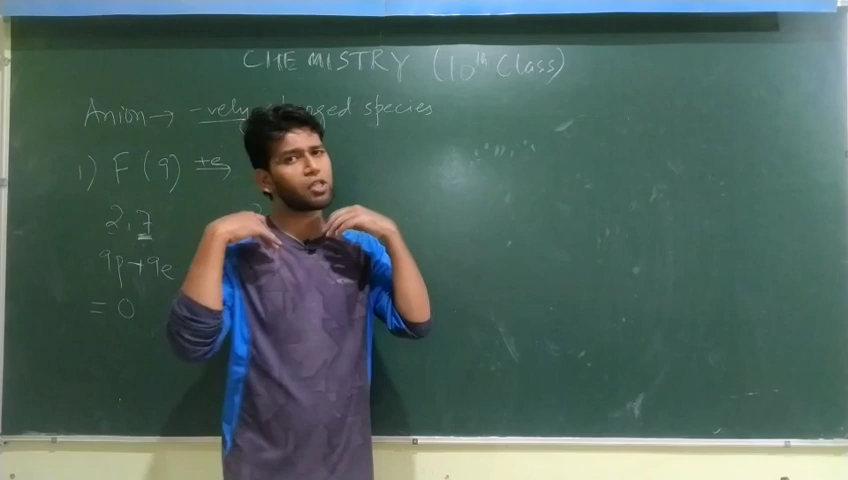 CHEMISTRY (10th Class)
Anion → -vely charged species
1) F (9) +e →
2,7
9p+9e
= 0